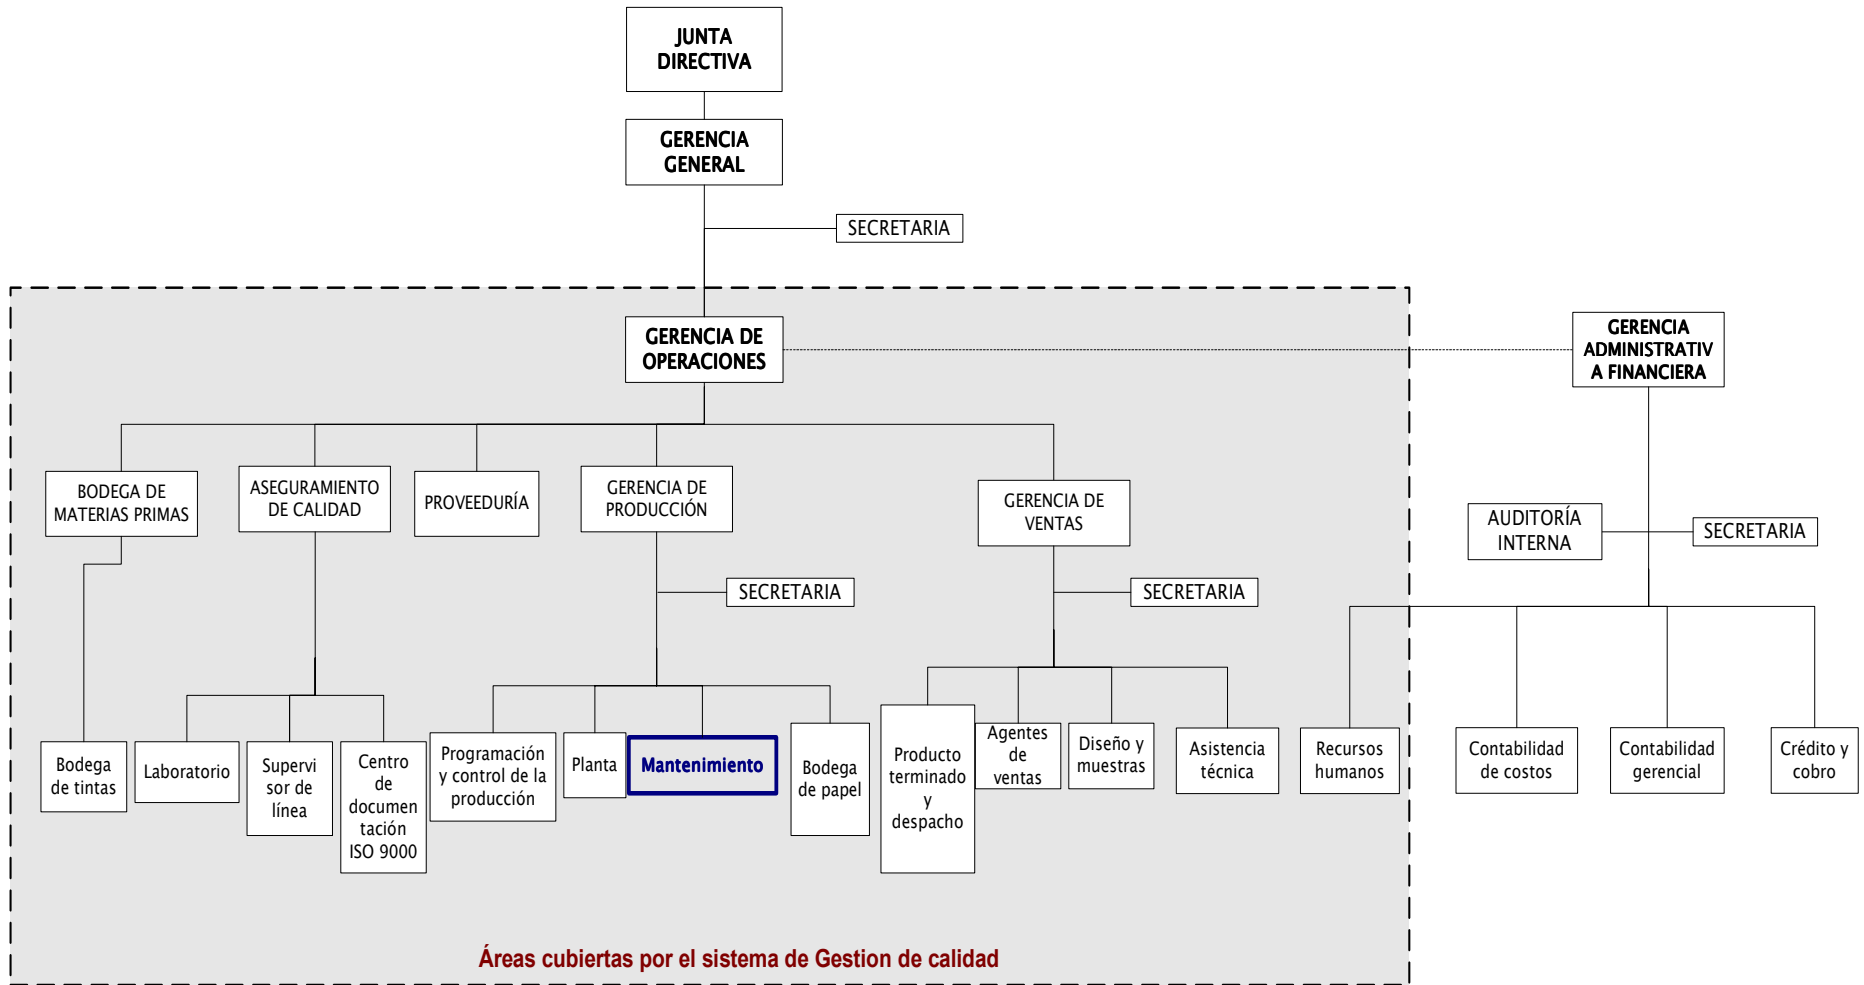 JUNTA
DIRECTIVA
GERENCIA
GENERAL
SECRETARIA
GERENCIA DE
OPERACIONES
GERENCIA
ADMINISTRATIV
A FINANCIERA
BODEGA DE
MATERIAS PRIMAS
ASEGURAMIENTO
DE CALIDAD
PROVEEDURÍA
GERENCIA DE
PRODUCCIÓN
GERENCIA DE
VENTAS
AUDITORÍA
INTERNA
SECRETARIA
SECRETARIA
SECRETARIA
Bodega
de tintas
Laboratorio
Supervi
sor de
línea
Centro
de
documen
tación
ISO 9000
Programación
y control de la
producción
Planta
Mantenimiento
Bodega
de papel
Producto
terminado
y
despacho
Agentes
de
ventas
Diseño y
muestras
Asistencia
técnica
Recursos
humanos
Contabilidad
de costos
Contabilidad
gerencial
Crédito y
cobro
Áreas cubiertas por el sistema de Gestion de calidad